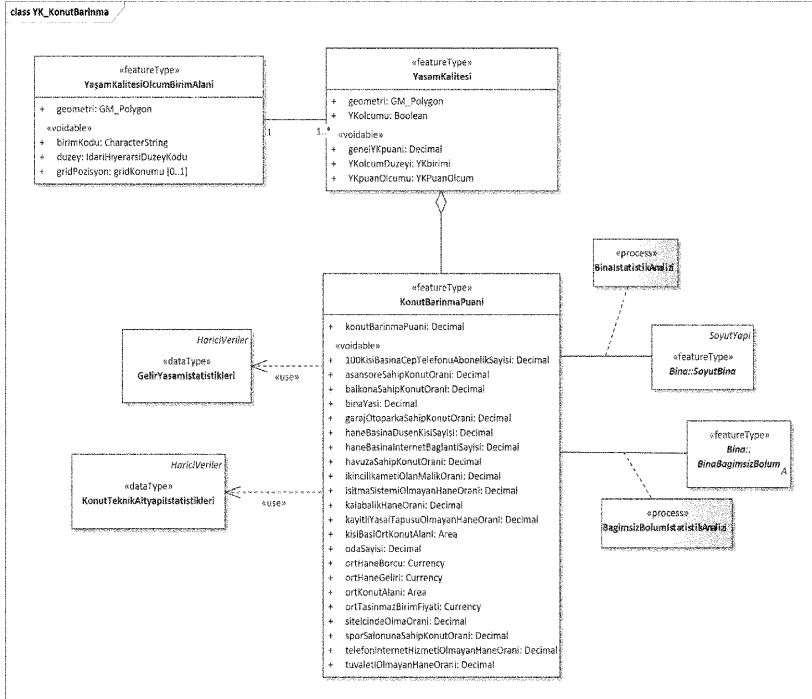 class YK_KonutBarinma
«featureType»
YaşamKalitesiOlcumBirimAlani
+ geometri: GM_Polygon
«voidable»
+ birimKodu: CharacterString
+ duzey: IdariHiyerarsiDuzeyKodu
+ gridPozisyon: gridKonumu [0..1]
1
1..*
«featureType»
YasamKalitesi
+ geometri: GM_Polygon
+ YKolcumu: Boolean
«voidable»
+ genelYKpuani: Decimal
+ YKolcumDuzeyi: YKbirimi
+ YKpuanOlcumu: YKPuanOlcum
«featureType»
KonutBarinmaPuani
+ konutBarinmaPuani: Decimal
«voidable»
+ 100KisiBasinaCepTelefonuAbonelikSayisi: Decimal
+ asansoreSahipKonutOrani: Decimal
+ balkonaSahipKonutOrani: Decimal
+ binaYasi: Decimal
+ garajOtoparkaSahipKonutOrani: Decimal
+ haneBasinaDusenKisiSayisi: Decimal
+ haneBasinaInternetBaglantiSayisi: Decimal
+ havuzaSahipKonutOrani: Decimal
+ ikinciIkametiOlanMalikOrani: Decimal
+ isitmaSistemiOlmayanHaneOrani: Decimal
+ kalabalikHaneOrani: Decimal
+ kayitliYasalTapusuOlmayanHaneOrani: Decimal
+ kisiBasiOrtKonutAlani: Area
+ odaSayisi: Decimal
+ ortHaneBorcu: Currency
+ ortHaneGeliri: Currency
+ ortKonutAlani: Area
+ ortTasinmazBirimFiyati: Currency
+ siteIcindeOlmaOrani: Decimal
+ sporSalonunaSahipKonutOrani: Decimal
+ telefonInternetHizmetiOlmayanHaneOrani: Decimal
+ tuvaletiOlmayanHaneOrani: Decimal
HariciVeriler
«dataType»
GelirYasamIstatistikleri
«use»
HariciVeriler
«dataType»
KonutTeknikAltyapiIstatistikleri
«use»
«process»
BinaIstatistikAnalizi
SoyutYapi
«featureType»
Bina::SoyutBina
«featureType»
Bina::
BinaBagimsizBolum
A
«process»
BagimsizBolumIstatistikAnalizi